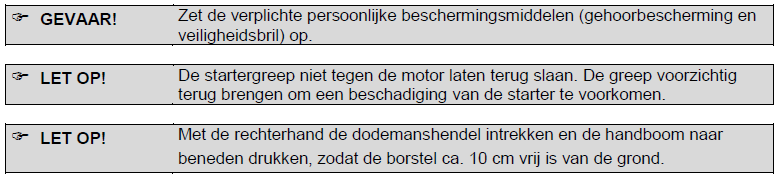 ☞ GEVAAR! Zet de verplichte persoonlijke beschermingsmiddelen (gehoorbescherming en
veiligheidsbril) op.
☞ LET OP! De startergreep niet tegen de motor laten terug slaan. De greep voorzichtig
terug brengen om een beschadiging van de starter te voorkomen.
☞ LET OP! Met de rechterhand de dodemanshendel intrekken en de handboom naar
beneden drukken, zodat de borstel ca. 10 cm vrij is van de grond.